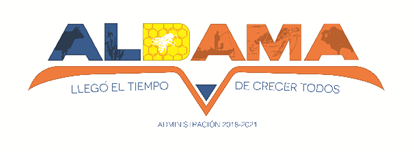 ALDAMA
LLEGÓ EL TIEMPO DE CRECER TODOS
ADMINISTRACIÓN 2018-2021